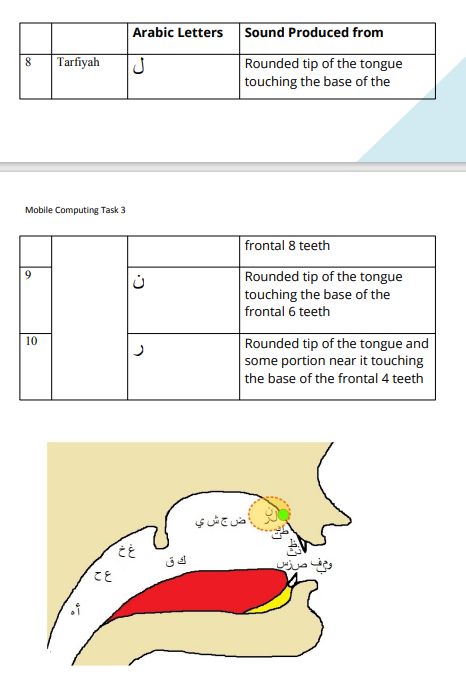 Arabic Letters Sound Produced from
8 Tarfiyah ل Rounded tip of the tongue
touching the base of the
Mobile Computing Task 3
frontal 8 teeth
9 ن Rounded tip of the tongue
touching the base of the
frontal 6 teeth
10 ر Rounded tip of the tongue and
some portion near it touching
the base of the frontal 4 teeth
ض ج ش ي
غ خ
ك ق
ص ز س
وم ف
ع ح
أ ه